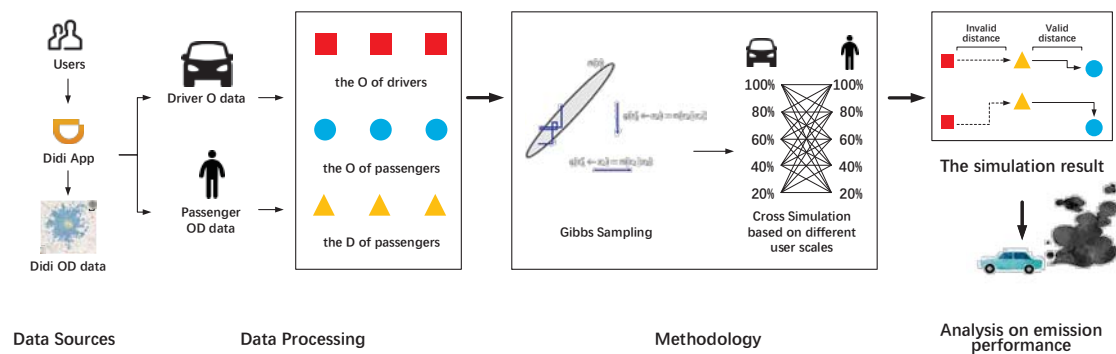 Users
Didi App
Didi OD data
Driver O data
Passenger
OD data
the O of drivers
the O of passengers
the D of passengers
Gibbs Sampling
100%
80%
60%
40%
20%
100%
80%
60%
40%
20%
Cross Simulation
based on different
user scales
Invalid
distance
Valid
distance
The simulation result
Data Sources
Data Processing
Methodology
Analysis on emission
performance